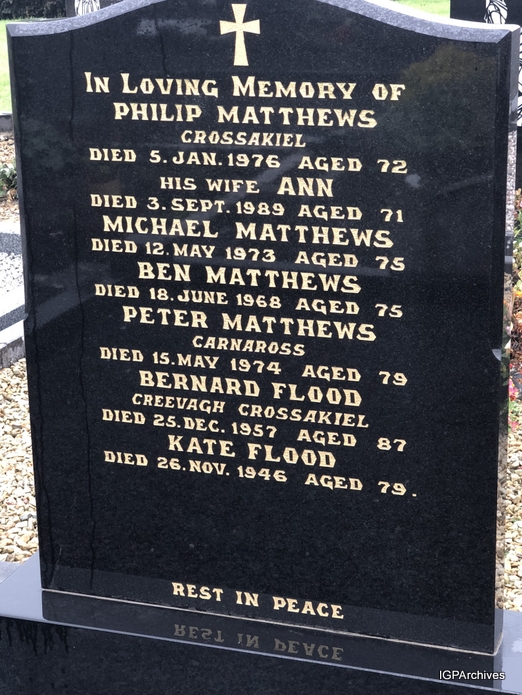 IN LOVING MEMORY OF
PHILIP MATTHEWS
CROSSAKIEL
DIED 5.JAN.1976 AGED 72
HIS WIFE ANN
DIED 3.SEPT.1989 AGED 71
MICHAEL MATTHEWS
DIED 12.MAY 1973 AGED 75
BEN MATTHEWS
DIED 18.JUNE 1968 AGED 75
PETER MATTHEWS
CARNAROSS
DIED 15.MAY 1974 AGED 79
BERNARD FLOOD
CREEVAGH CROSSAKIEL
DIED 25.DEC.1957 AGED 87
KATE FLOOD
DIED 26.NOV.1946 AGED 79.
REST IN PEACE
IGPArchives